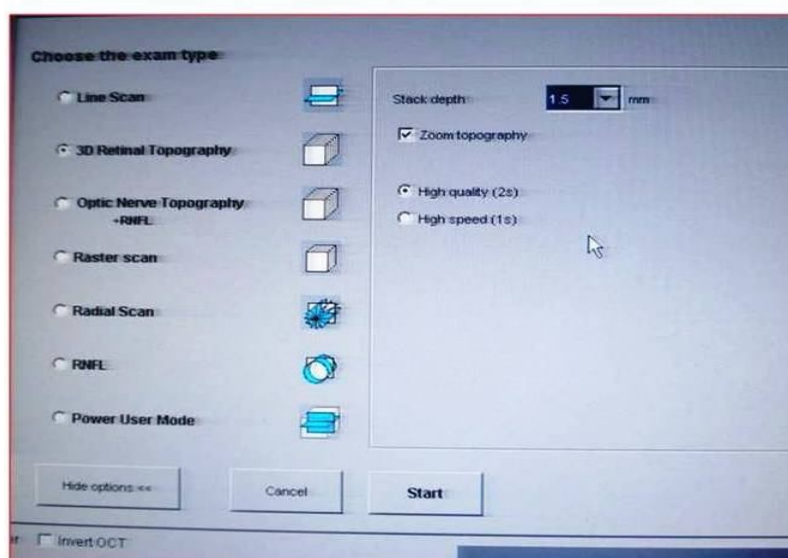 Choose the exam type
Line Scan
3D Retinal Topography
Optic Nerve Topography
+RNFL
Raster scan
Radial Scan
RNFL
Power User Mode
Stack depth 1.5 mm
Zoom topography
High quality (2s)
High speed (1s)
Hide options <<
Cancel
Start
Invert OCT